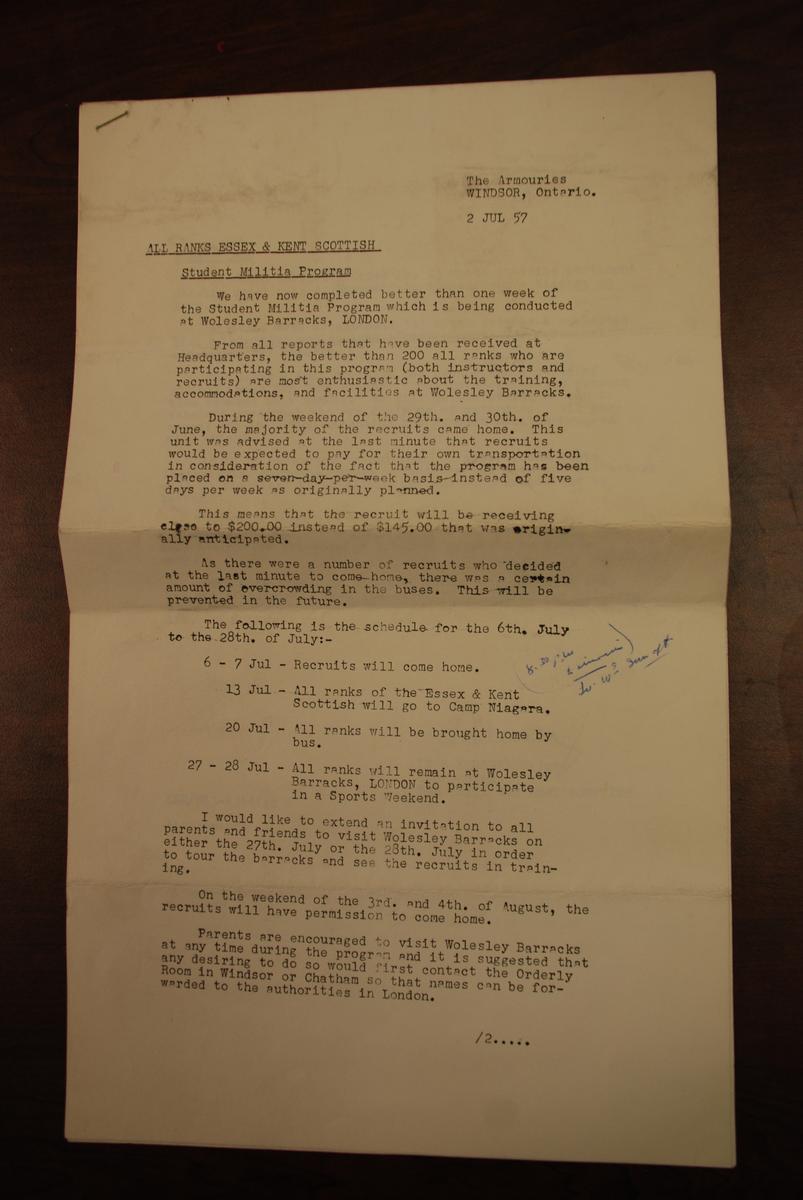 The Armouries
WINDSOR, Ontario.
2 JUL 57
ALL RANKS ESSEX & KENT SCOTTISH
Student Militia Program
We have now completed better than one week of
the Student Militia Program which is being conducted
at Wolesley Barracks, LONDON.
From all reports that have been received at
Headquarters, the better than 200 all ranks who are
participating in this program (both instructors and
recruits) are most enthusiastic about the training,
accommodations, and facilities at Wolesley Barracks.
During the weekend of the 29th. and 30th. of
June, the majority of the recruits came home. This
unit was advised at the last minute that recruits
would be expected to pay for their own transportation
in consideration of the fact that the program has been
placed on a seven-day-per-week basis instead of five
days per week as originally planned.
This means that the recruit will be receiving
close to $200.00 instead of $145.00 that was origin-
ally anticipated.
As there were a number of recruits who decided
at the last minute to come home, there was a certain
amount of overcrowding in the buses. This will be
prevented in the future.
The following is the schedule for the 6th. July
to the 28th. of July:-
6 - 7 Jul - Recruits will come home.
8.30 P.M.
Sun aft
13 Jul - All ranks of the Essex & Kent
Scottish will go to Camp Niagara.
20 Jul - All ranks will be brought home by
bus.
27 - 28 Jul - All ranks will remain at Wolesley
Barracks, LONDON to participate
in a Sports Weekend.
I would like to extend an invitation to all
parents and friends to visit Wolesley Barracks on
either the 27th. July or the 28th. July in order
to tour the barracks and see the recruits in train-
ing.
On the weekend of the 3rd. and 4th. of August, the
recruits will have permission to come home.
Parents are encouraged to visit Wolesley Barracks
at any time during the program and it is suggested that
any desiring to do so would first contact the Orderly
Room in Windsor or Chatham so that names can be for-
warded to the authorities in London.
/2.....